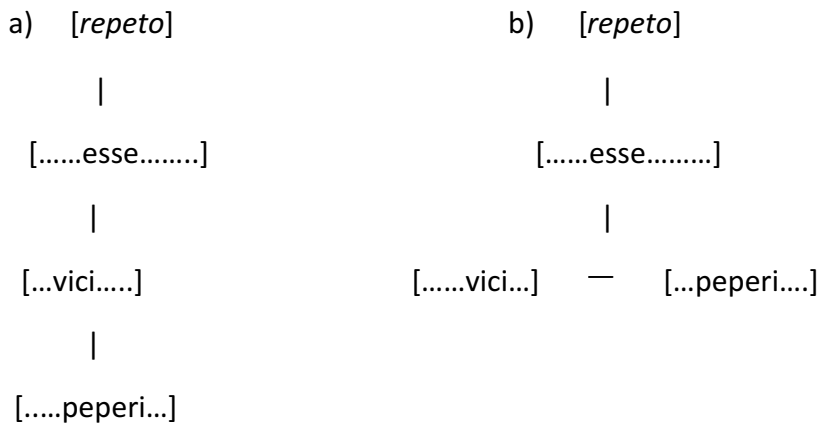 a) [repeto] b) [repeto]
| |
[……esse……..] [……esse………]
| |
[…vici…..] [……vici…] — […peperi….]
|
[..…peperi…]